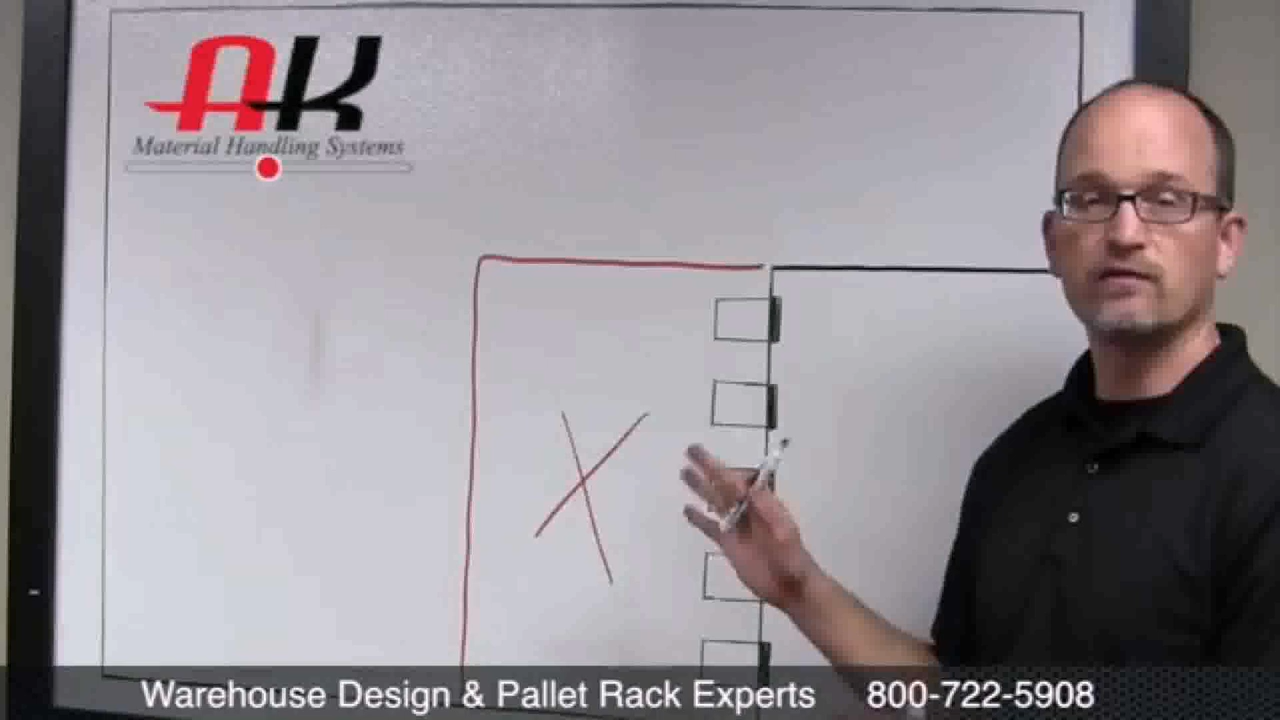 AK
Material Handling Systems
X
Warehouse Design & Pallet Rack Experts 800-722-5908